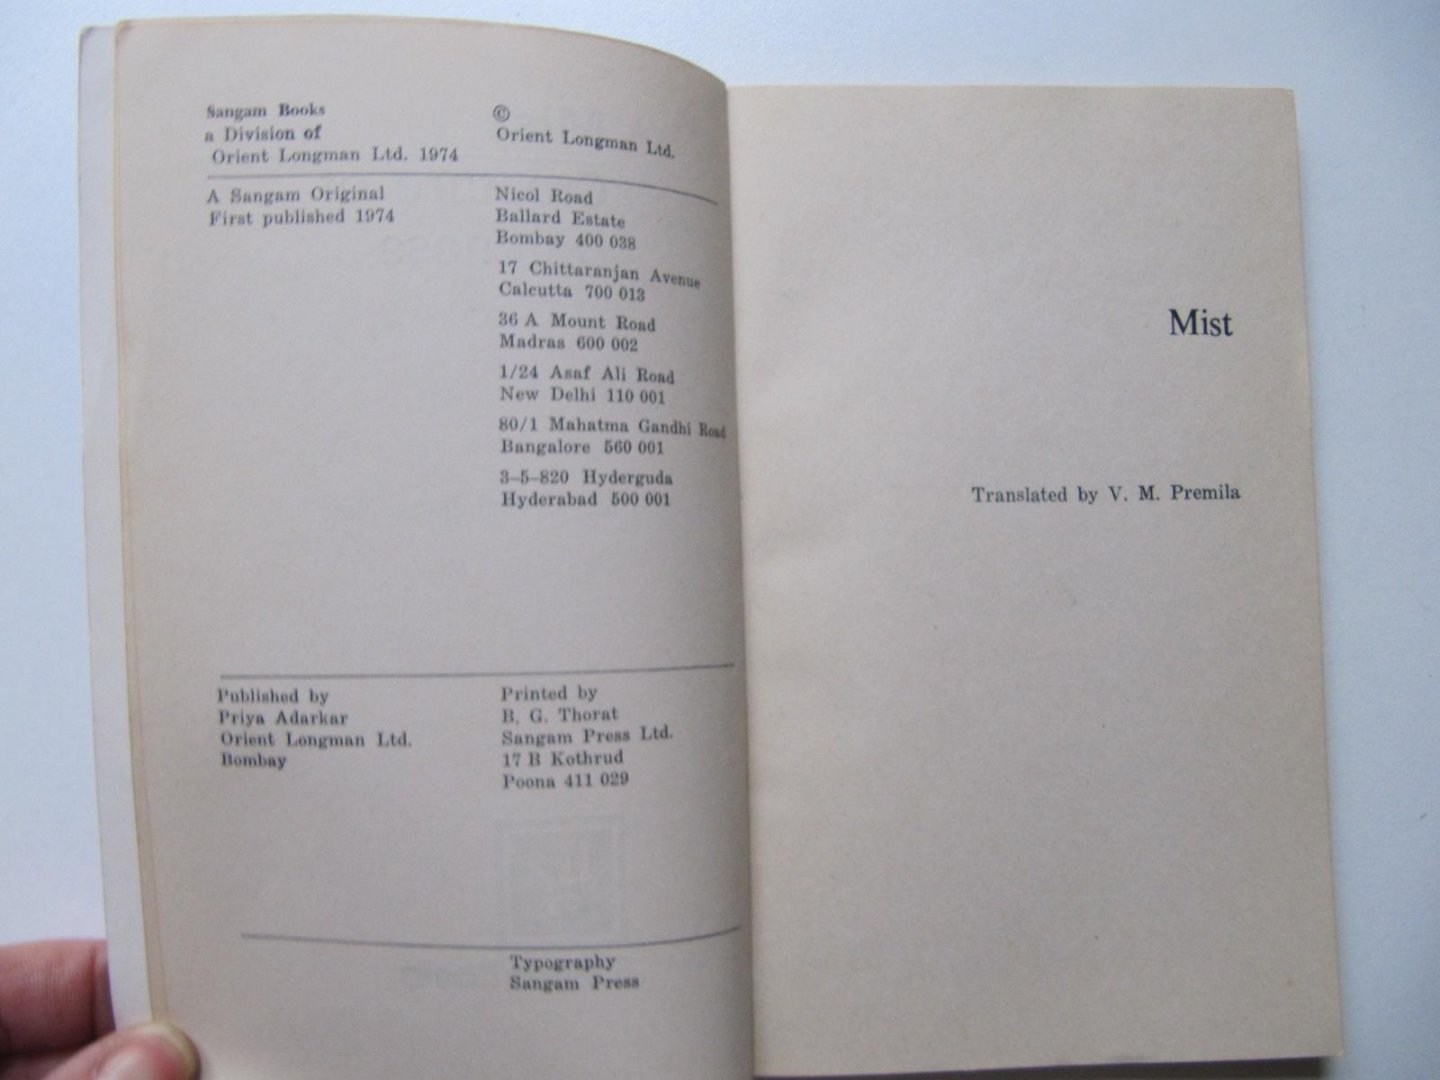 Sangam Books
a Division of
Orient Longman Ltd. 1974
©
Orient Longman Ltd.
A Sangam Original
First published 1974
Nicol Road
Ballard Estate
Bombay 400 038
17 Chittaranjan Avenue
Calcutta 700 013
36 A Mount Road
Madras 600 002
1/24 Asaf Ali Road
New Delhi 110 001
80/1 Mahatma Gandhi Road
Bangalore 560 001
3-5-820 Hyderguda
Hyderabad 500 001
Published by
Priya Adarkar
Orient Longman Ltd.
Bombay
Printed by
B. G. Thorat
Sangam Press Ltd.
17 B Kothrud
Poona 411 029
Typography
Sangam Press
Mist
Translated by V. M. Premila